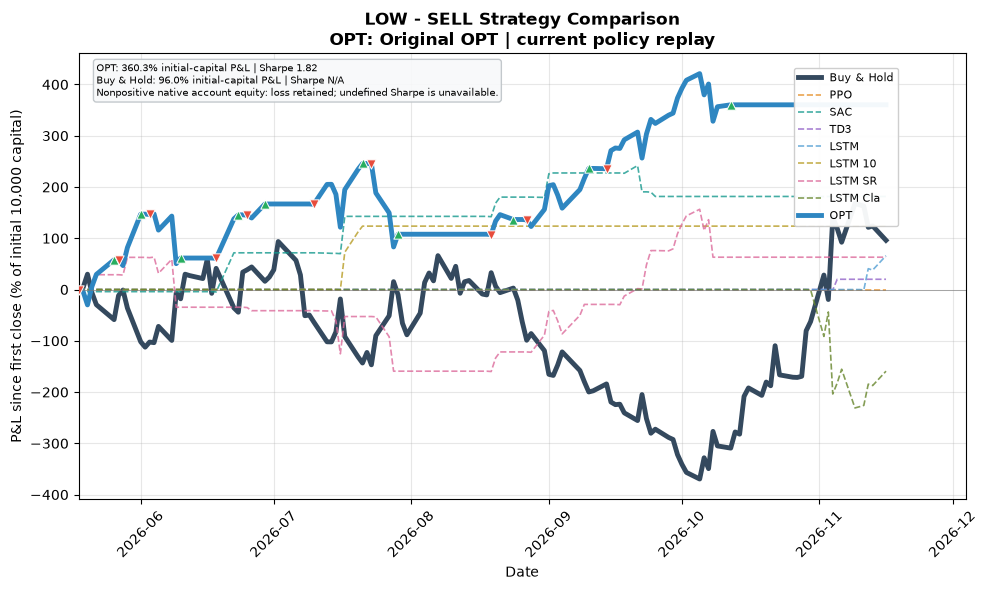 LOW - SELL Strategy Comparison
OPT: Original OPT | current policy replay
OPT: 360.3% initial-capital P&L | Sharpe 1.82
Buy & Hold: 96.0% initial-capital P&L | Sharpe N/A
Nonpositive native account equity: loss retained; undefined Sharpe is unavailable.
Buy & Hold
PPO
SAC
TD3
LSTM
LSTM 10
LSTM SR
LSTM Cla
OPT
P&L since first close (% of initial 10,000 capital)
400
300
200
100
0
−100
−200
−300
−400
2026-06
2026-07
2026-08
2026-09
2026-10
2026-11
2026-12
Date